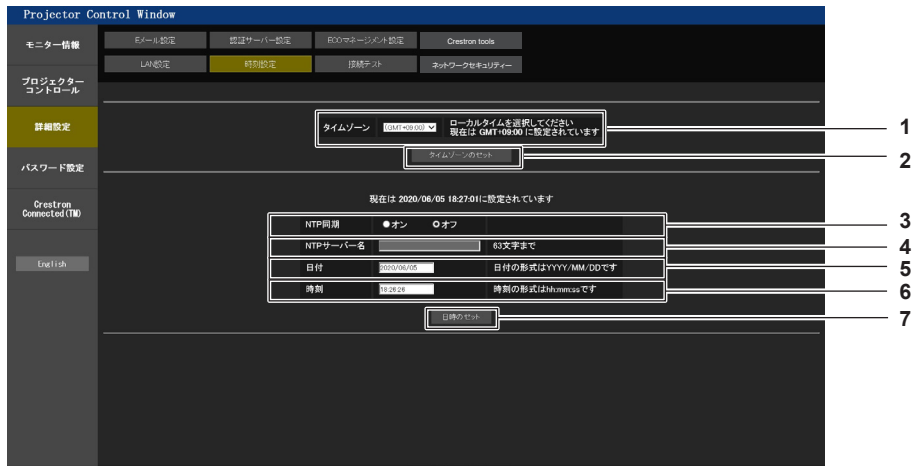 Projector Control Window
モニター情報
プロジェクター
コントロール
詳細設定
パスワード設定
Crestron
Connected(TM)
English
Eメール設定 認証サーバー設定 ECOマネージメント設定 Crestron tools
LAN設定 時刻設定 接続テスト ネットワークセキュリティー
タイムゾーン (GMT+09:00) ローカルタイムを選択してください
現在は GMT+09:00 に設定されています
1
タイムゾーンのセット
2
現在は 2020/06/05 18:27:01に設定されています
NTP同期 オン オフ
3
NTPサーバー名 63文字まで
4
日付 2020/06/05 日付の形式はYYYY/MM/DDです
5
時刻 18:26:26 時刻の形式はhh:mm:ssです
6
日時のセット
7